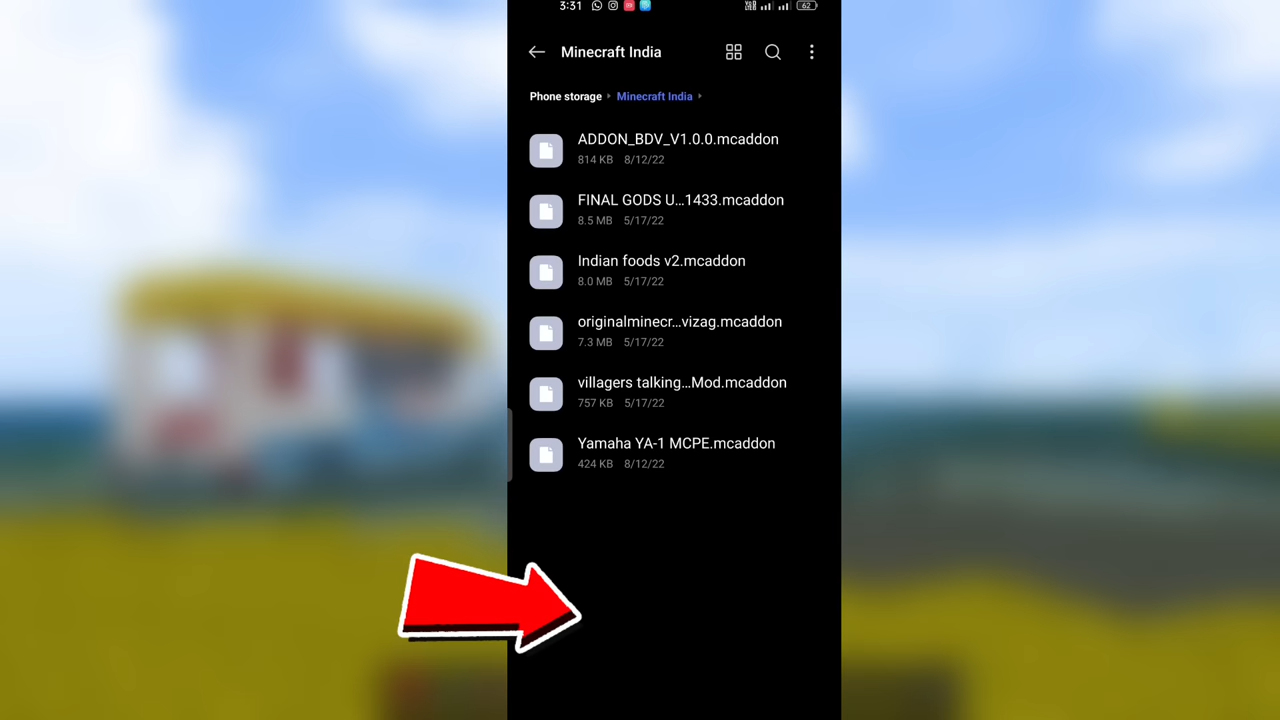 3:31
62
Minecraft India
Phone storage
Minecraft India
ADDON_BDV_V1.0.0.mcaddon
814 KB 8/12/22
FINAL GODS U...1433.mcaddon
8.5 MB 5/17/22
Indian foods v2.mcaddon
8.0 MB 5/17/22
originalminecr...vizag.mcaddon
7.3 MB 5/17/22
villagers talking...Mod.mcaddon
757 KB 5/17/22
Yamaha YA-1 MCPE.mcaddon
424 KB 8/12/22